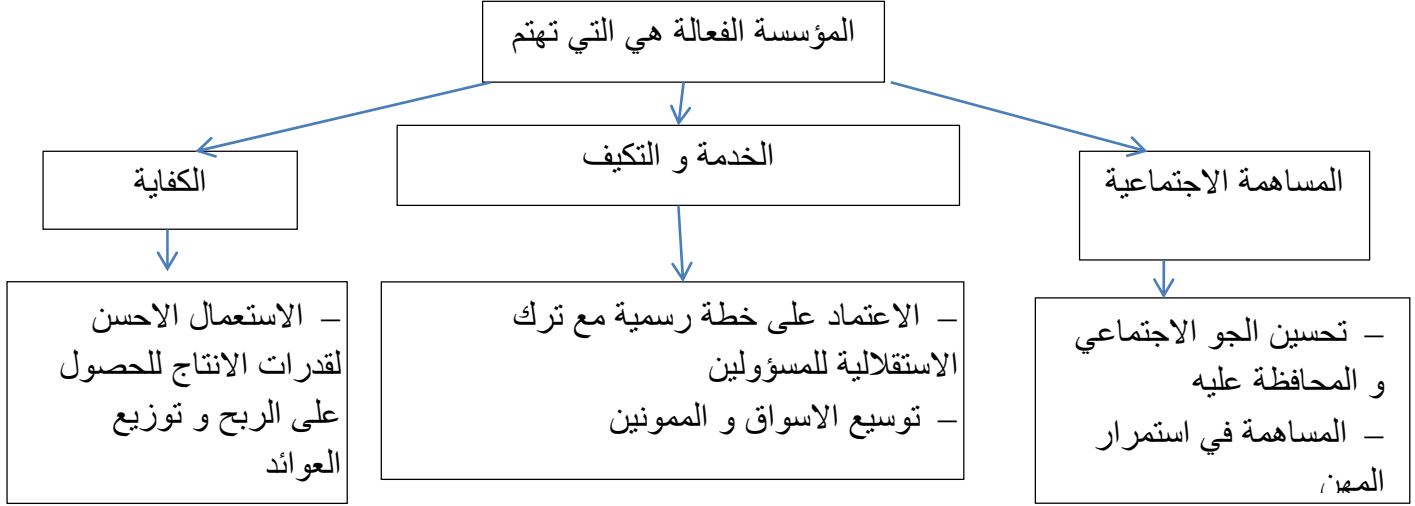 المؤسسة الفعالة هي التي تهتم
المساهمة الاجتماعية
الخدمة و التكيف
الكفاية
– تحسين الجو الاجتماعي
و المحافظة عليه
– المساهمة في استمرار
المهن
– الاعتماد على خطة رسمية مع ترك
الاستقلالية للمسؤولين
– توسيع الاسواق و الممونين
– الاستعمال الاحسن
لقدرات الانتاج للحصول
على الربح و توزيع
العوائد